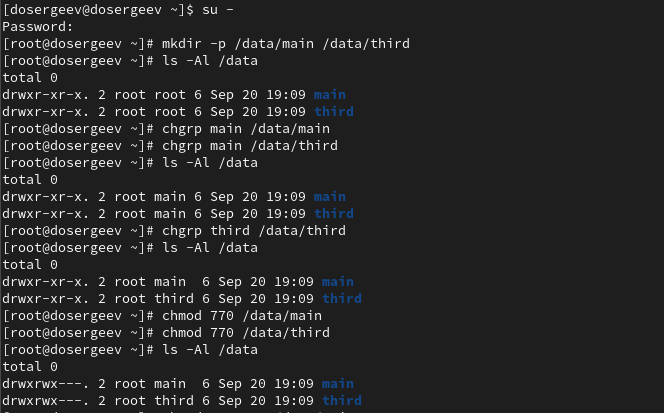 [dosergeev@dosergeev ~]$ su -
Password:
[root@dosergeev ~]# mkdir -p /data/main /data/third
[root@dosergeev ~]# ls -Al /data
total 0
drwxr-xr-x. 2 root root 6 Sep 20 19:09 main
drwxr-xr-x. 2 root root 6 Sep 20 19:09 third
[root@dosergeev ~]# chgrp main /data/main
[root@dosergeev ~]# chgrp main /data/third
[root@dosergeev ~]# ls -Al /data
total 0
drwxr-xr-x. 2 root main 6 Sep 20 19:09 main
drwxr-xr-x. 2 root main 6 Sep 20 19:09 third
[root@dosergeev ~]# chgrp third /data/third
[root@dosergeev ~]# ls -Al /data
total 0
drwxr-xr-x. 2 root main  6 Sep 20 19:09 main
drwxr-xr-x. 2 root third 6 Sep 20 19:09 third
[root@dosergeev ~]# chmod 770 /data/main
[root@dosergeev ~]# chmod 770 /data/third
[root@dosergeev ~]# ls -Al /data
total 0
drwxrwx---. 2 root main  6 Sep 20 19:09 main
drwxrwx---. 2 root third 6 Sep 20 19:09 third